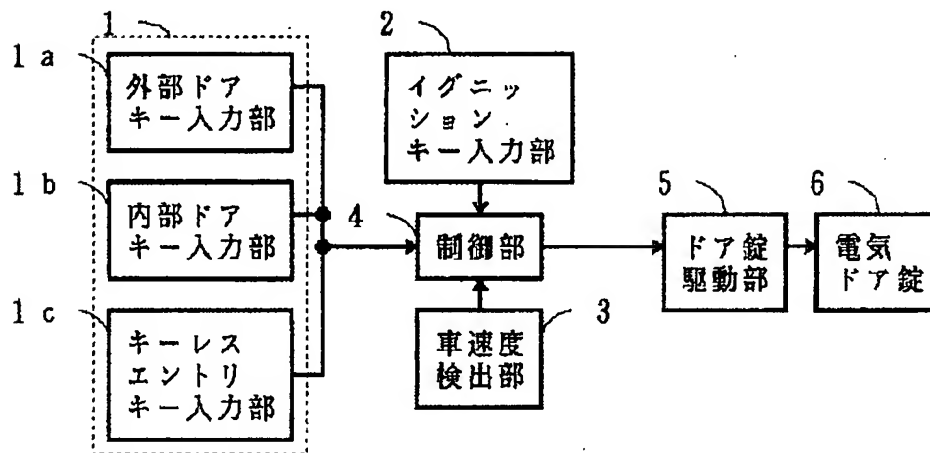 1
1a
外部ドア
キー入力部
1b
内部ドア
キー入力部
1c
キーレス
エントリ
キー入力部
2
イグニッ
ション
キー入力部
4
制御部
3
車速度
検出部
5
ドア錠
駆動部
6
電気
ドア錠